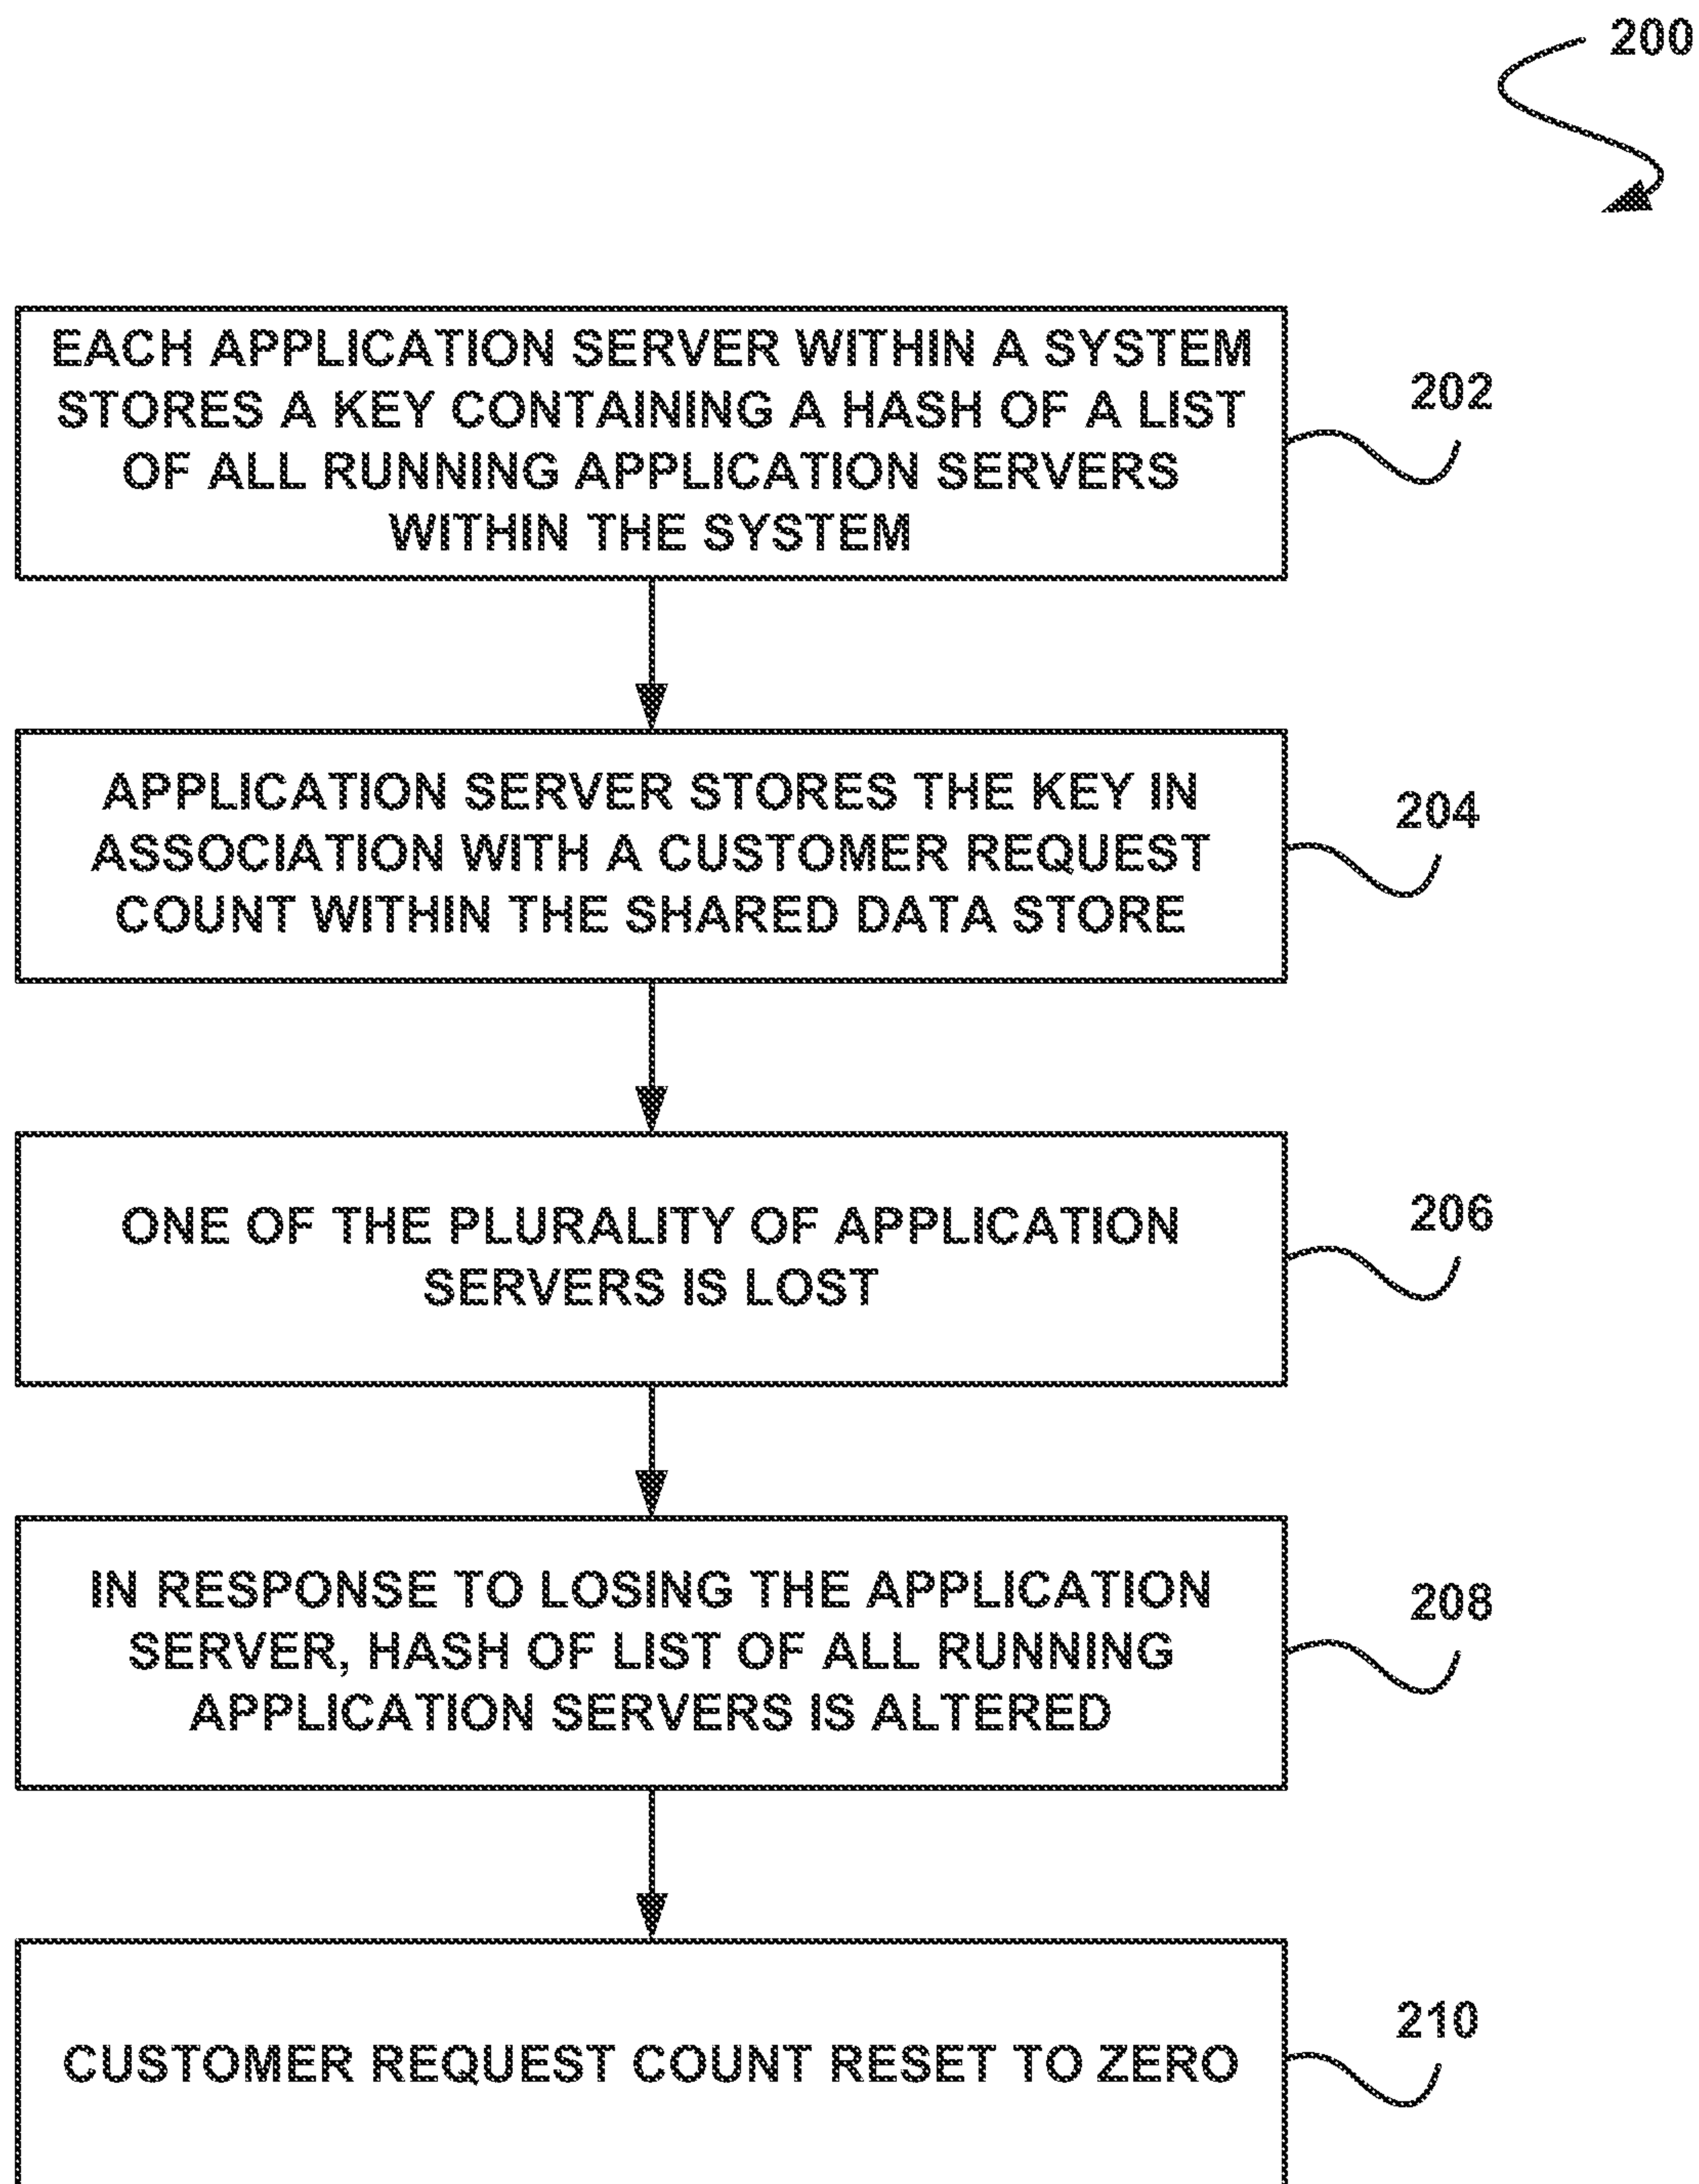 200
EACH APPLICATION SERVER WITHIN A SYSTEM
STORES A KEY CONTAINING A HASH OF A LIST
OF ALL RUNNING APPLICATION SERVERS
WITHIN THE SYSTEM
202
APPLICATION SERVER STORES THE KEY IN
ASSOCIATION WITH A CUSTOMER REQUEST
COUNT WITHIN THE SHARED DATA STORE
204
ONE OF THE PLURALITY OF APPLICATION
SERVERS IS LOST
206
IN RESPONSE TO LOSING THE APPLICATION
SERVER, HASH OF LIST OF ALL RUNNING
APPLICATION SERVERS IS ALTERED
208
CUSTOMER REQUEST COUNT RESET TO ZERO
210